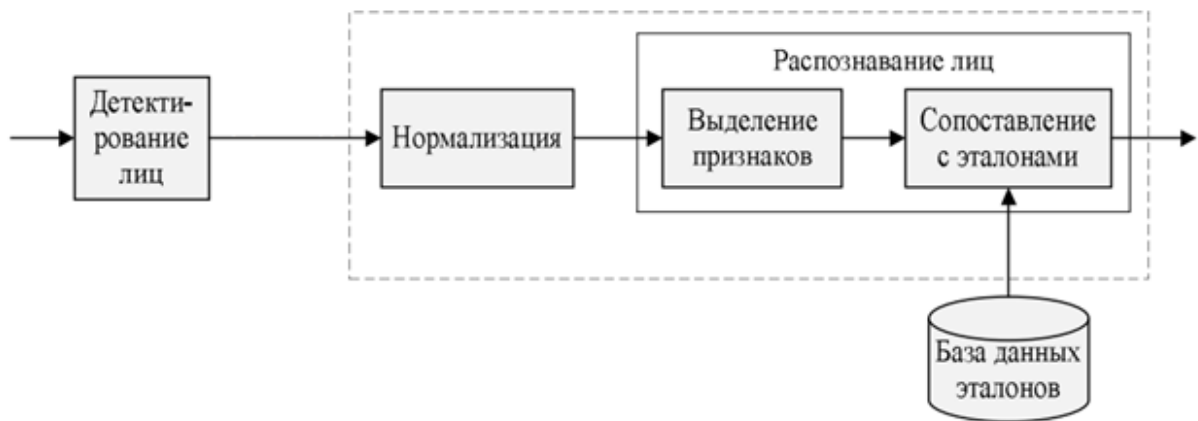 Распознавание лиц
Детекти-
рование
лиц
Нормализация
Выделение
признаков
Сопоставление
с эталонами
База данных
эталонов